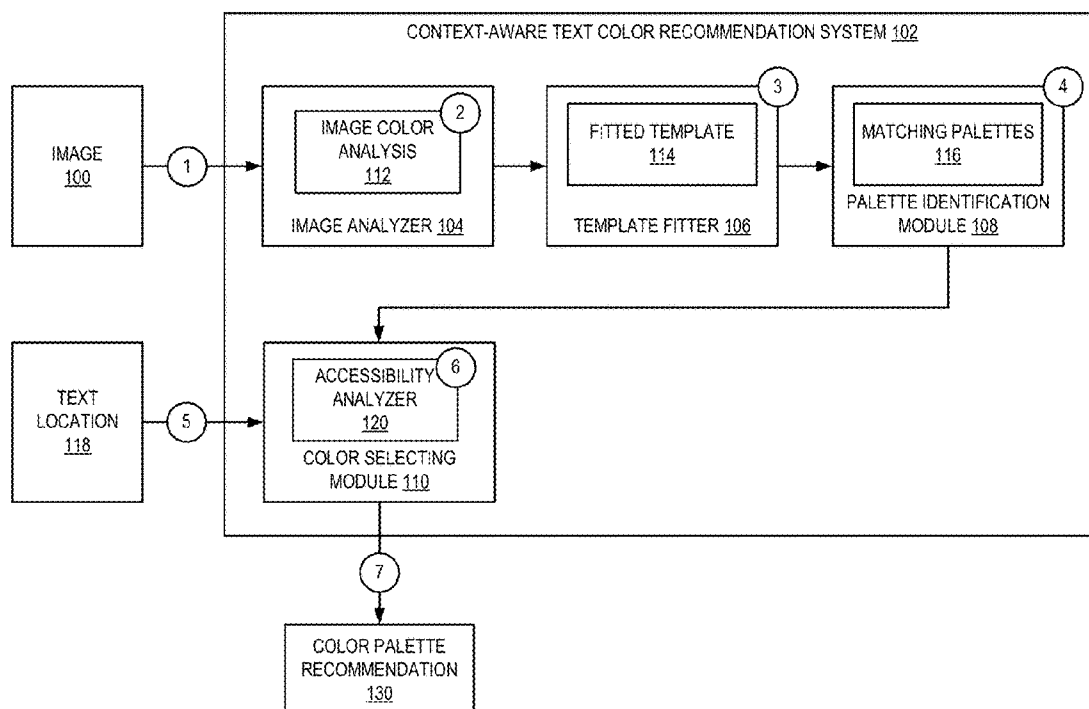 CONTEXT-AWARE TEXT COLOR RECOMMENDATION SYSTEM 102
IMAGE
100
1
2
IMAGE COLOR
ANALYSIS
112
IMAGE ANALYZER 104
3
FITTED TEMPLATE
114
TEMPLATE FITTER 106
4
MATCHING PALETTES
116
PALETTE IDENTIFICATION
MODULE 108
TEXT
LOCATION
118
5
6
ACCESSIBILITY
ANALYZER
120
COLOR SELECTING
MODULE 110
7
COLOR PALETTE
RECOMMENDATION
130